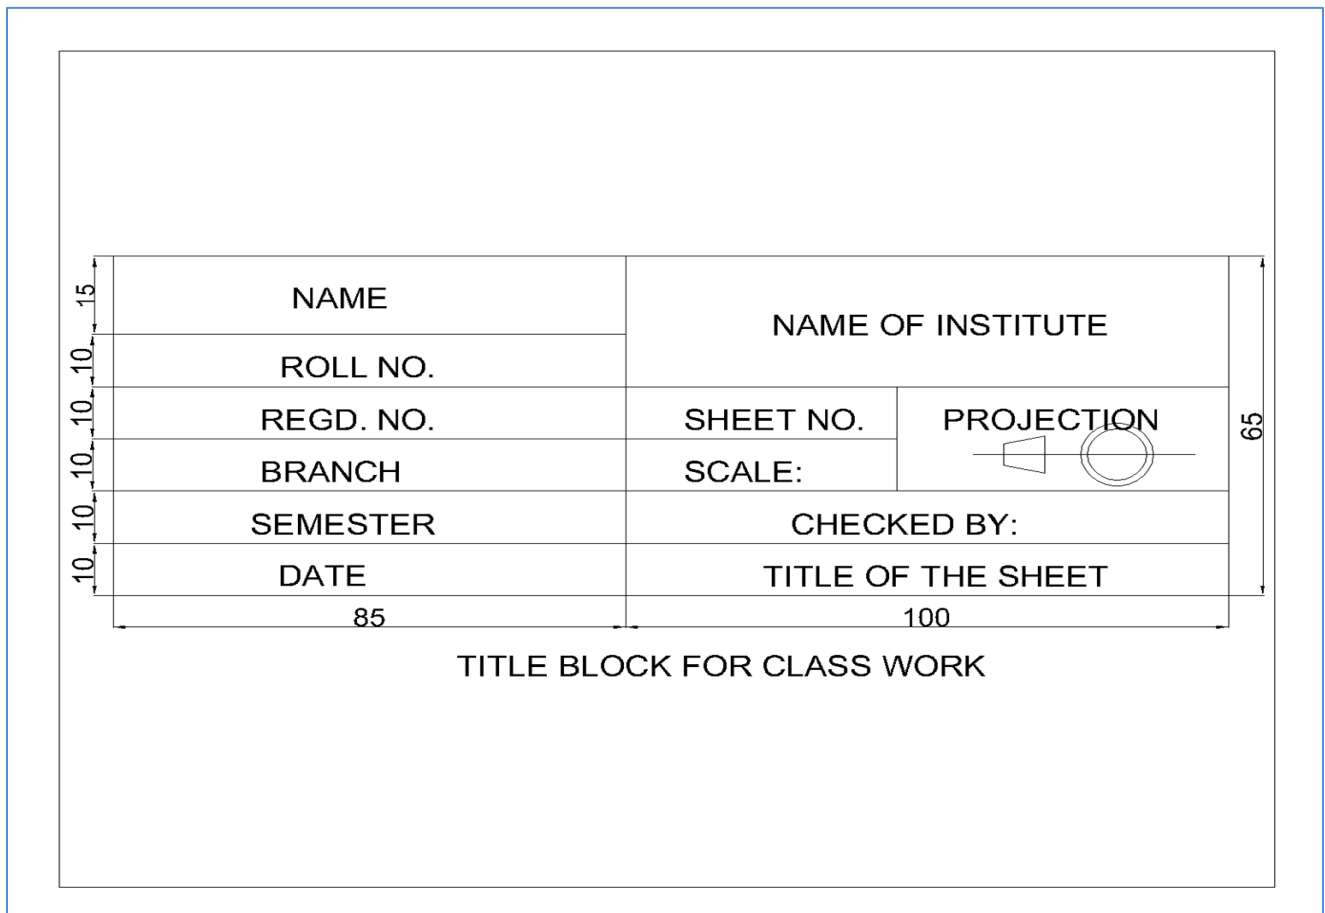 15
NAME
NAME OF INSTITUTE
10
ROLL NO.
10
REGD. NO.
SHEET NO.
PROJECTION
65
10
BRANCH
SCALE:
10
SEMESTER
CHECKED BY:
10
DATE
TITLE OF THE SHEET
85
100
TITLE BLOCK FOR CLASS WORK